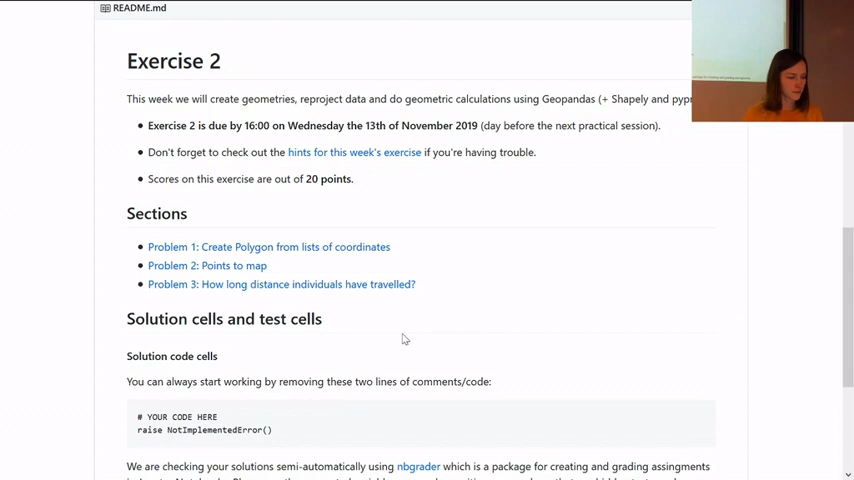 README.md
Exercise 2
This week we will create geometries, reproject data and do geometric calculations using Geopandas (+ Shapely and
Exercise 2 is due by 16:00 on Wednesday the 13th of November 2019 (day before the next practical session).
Don't forget to check out the hints for this week's exercise if you're having trouble.
Scores on this exercise are out of 20 points.
Sections
Problem 1: Create Polygon from lists of coordinates
Problem 2: Points to map
Problem 3: How long distance individuals have travelled?
Solution cells and test cells
Solution code cells
You can always start working by removing these two lines of comments/code:
# YOUR CODE HERE
raise NotImplementedError()
We are checking your solutions semi-automatically using nbgrader which is a package for creating and grading assingments